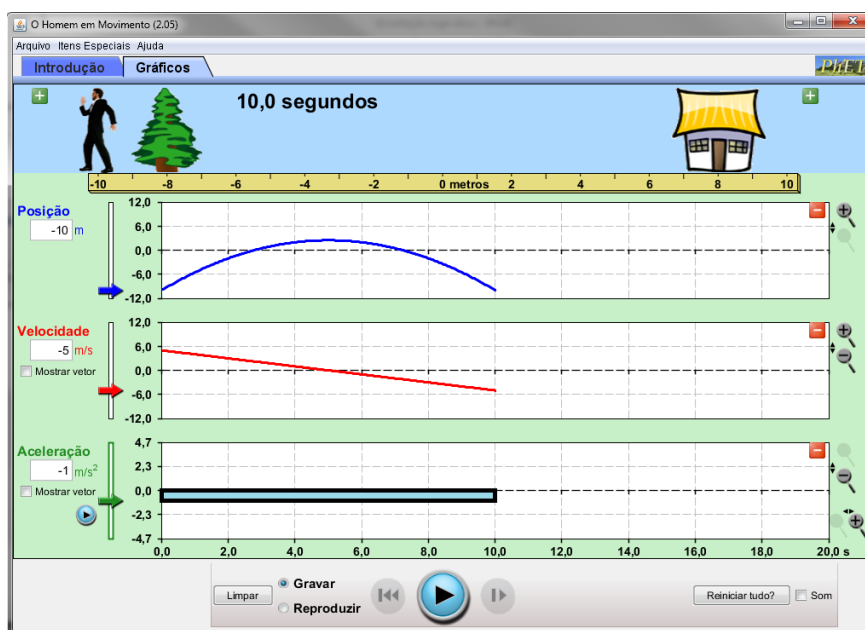 O Homem em Movimento (2.05)
Arquivo Itens Especiais Ajuda
Introdução Gráficos PhET
10,0 segundos
-10 -8 -6 -4 -2 0 metros 2 4 6 8 10
Posição
-10 m
12,0
6,0
0,0
-6,0
-12,0
Velocidade
-5 m/s
Mostrar vetor
12,0
6,0
0,0
-6,0
-12,0
Aceleração
-1 m/s²
Mostrar vetor
4,7
2,3
0,0
-2,3
-4,7
0,0 2,0 4,0 6,0 8,0 10,0 12,0 14,0 16,0 18,0 20,0 s
Limpar
Gravar
Reproduzir
Reiniciar tudo?
Som